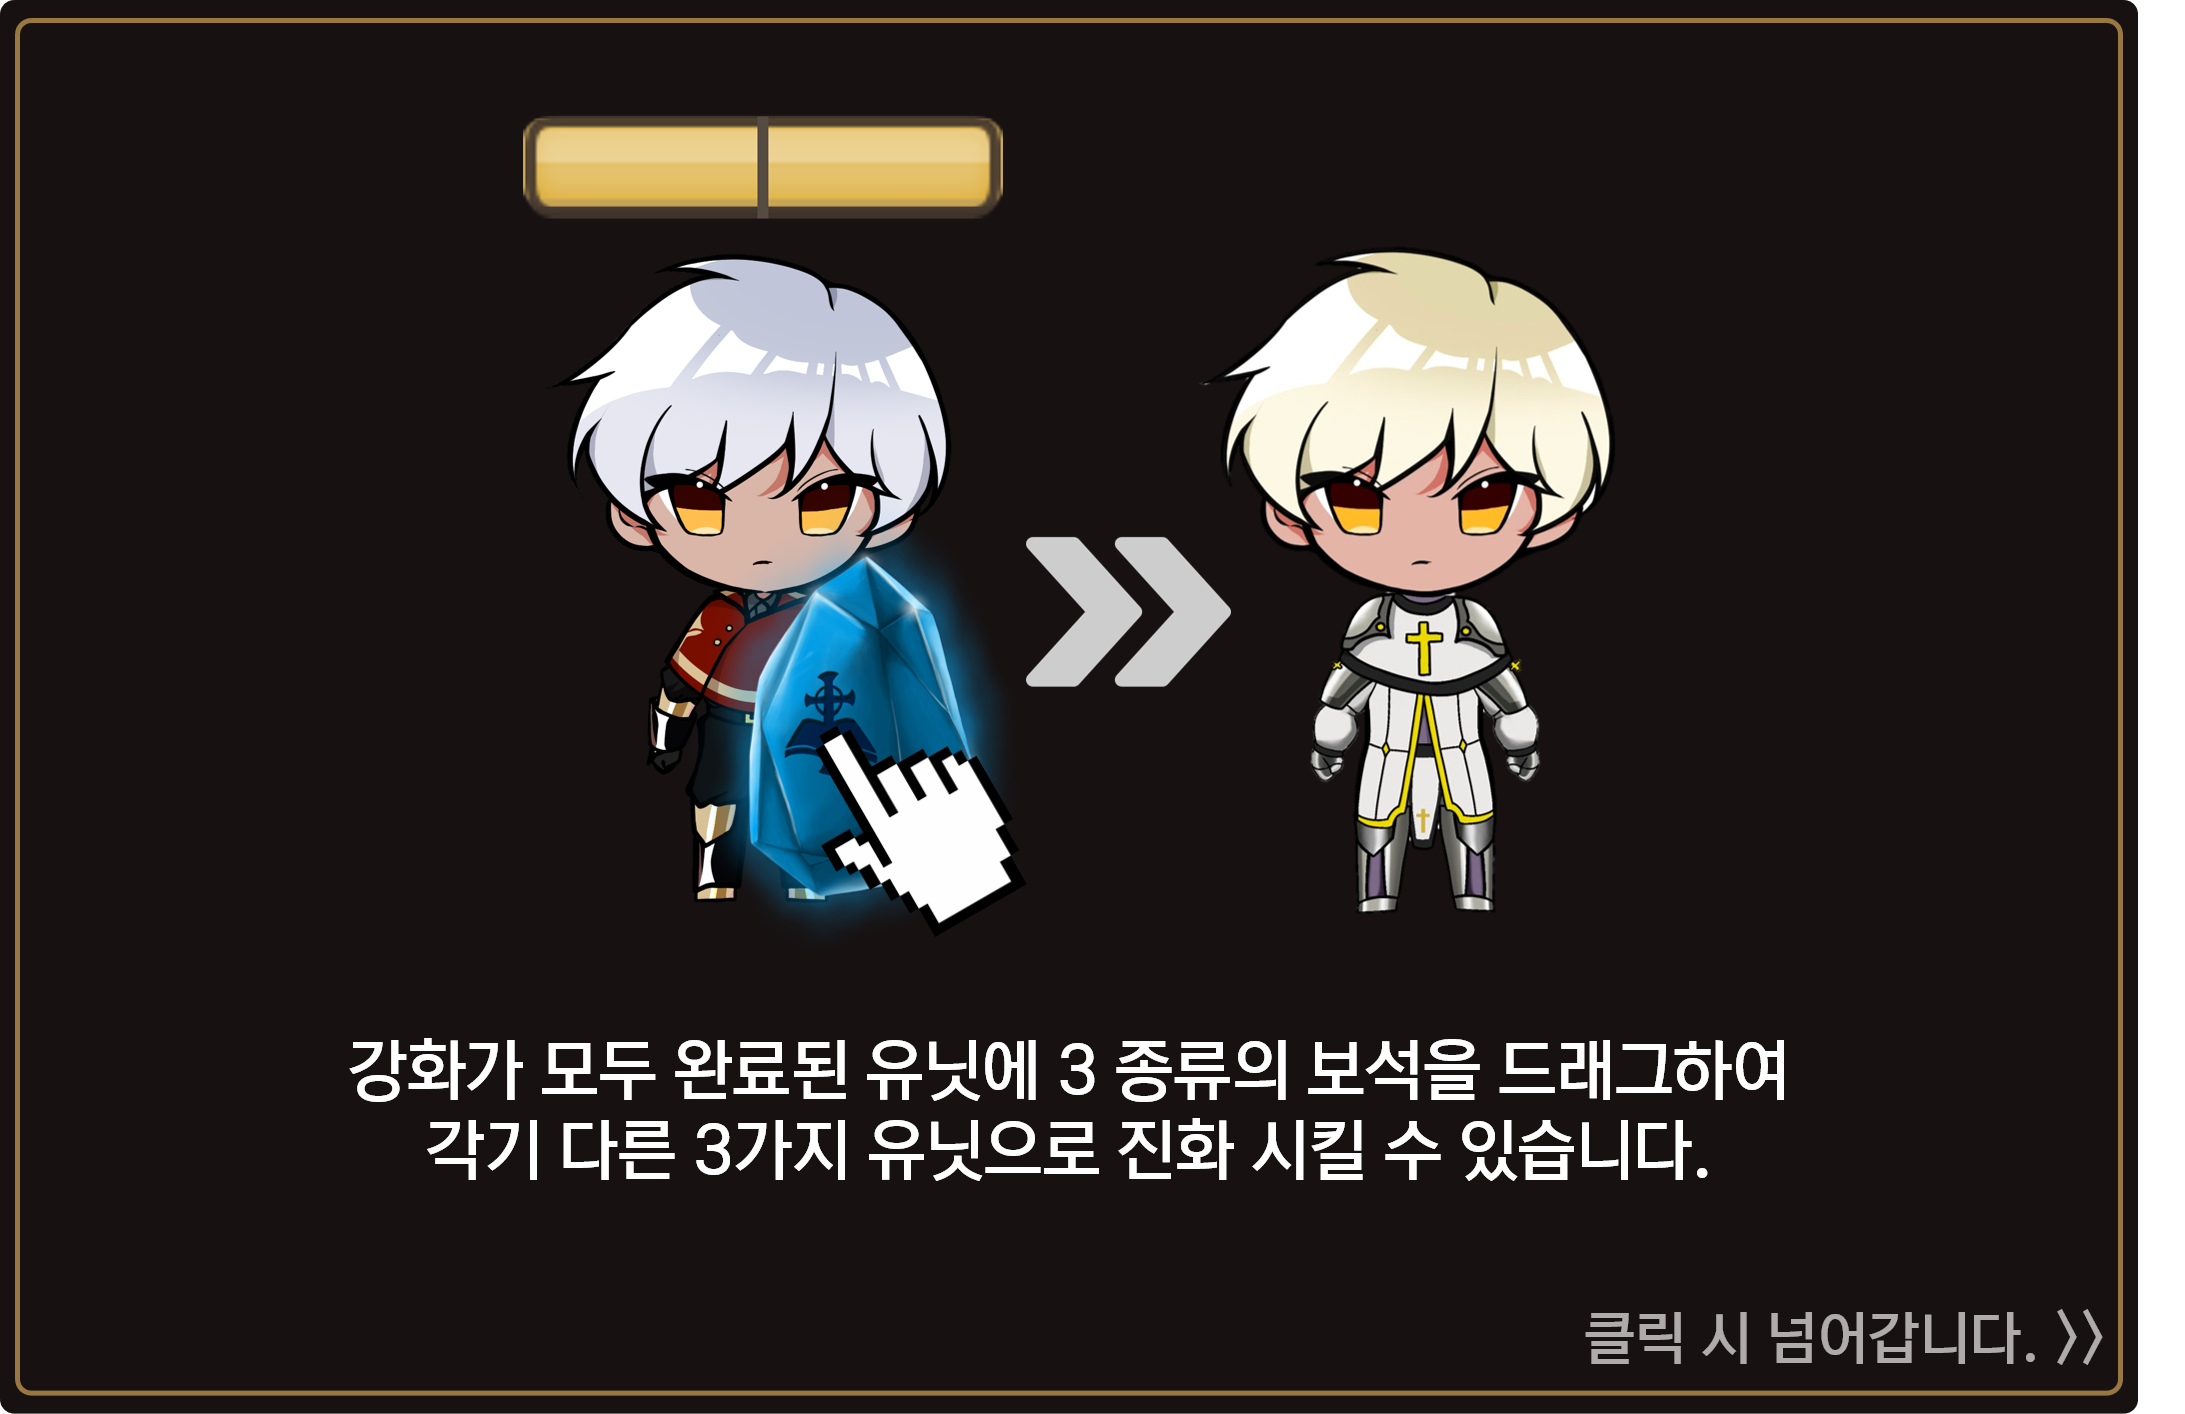 강화가 모두 완료된 유닛에 3 종류의 보석을 드래그하여
각기 다른 3가지 유닛으로 진화 시킬 수 있습니다.
클릭 시 넘어갑니다. >>